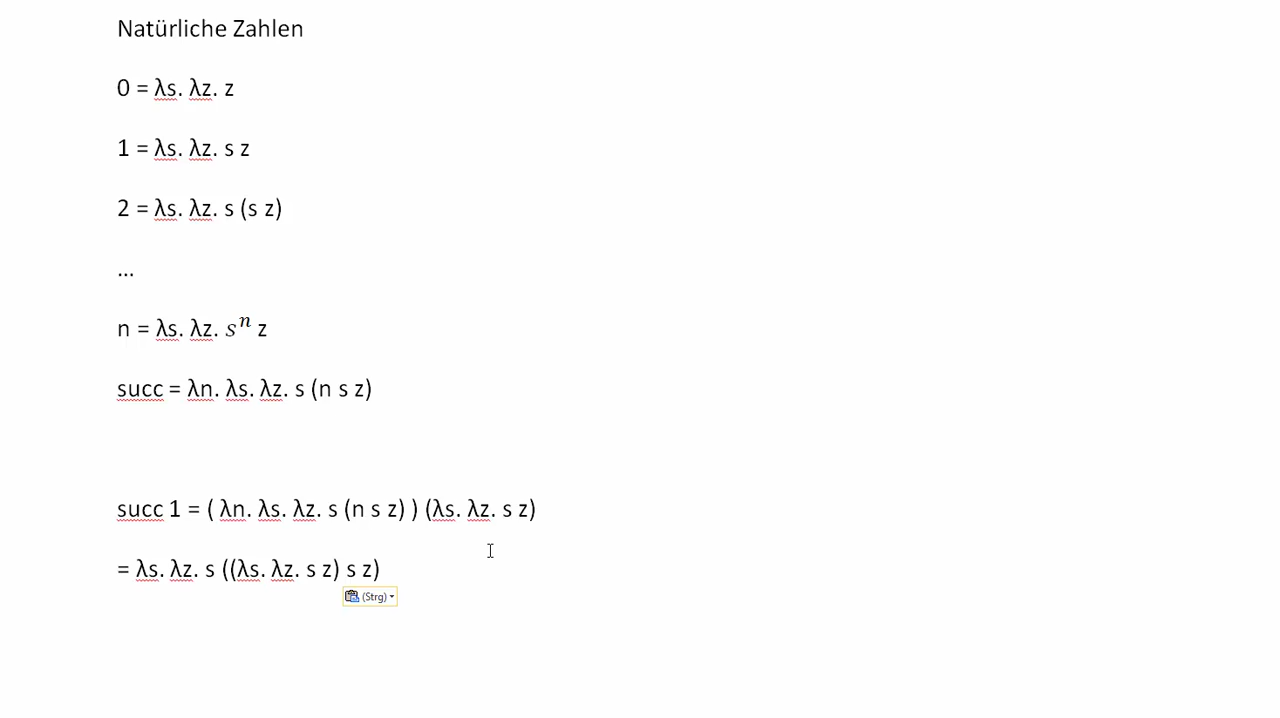 Natürliche Zahlen
0 = λs. λz. z
1 = λs. λz. s z
2 = λs. λz. s (s z)
...
n = λs. λz. sⁿ z
succ = λn. λs. λz. s (n s z)
succ 1 = ( λn. λs. λz. s (n s z) ) (λs. λz. s z)
= λs. λz. s ((λs. λz. s z) s z)
(Strg)